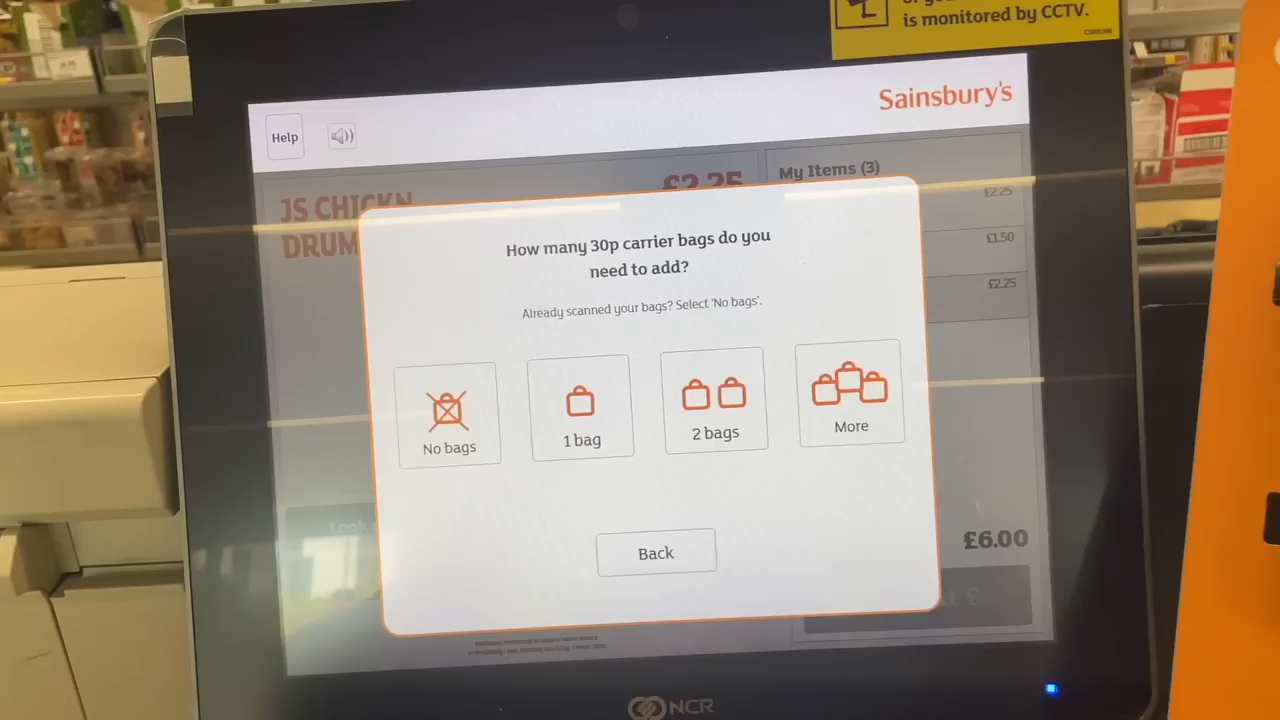 is monitored by CCTV.
Sainsbury's
Help
JS CHICKN
DRUM
£2.25
My Items (3)
£2.25
£1.50
£2.25
How many 30p carrier bags do you
need to add?
Already scanned your bags? Select 'No bags'.
No bags
1 bag
2 bags
More
Back
£6.00
NCR